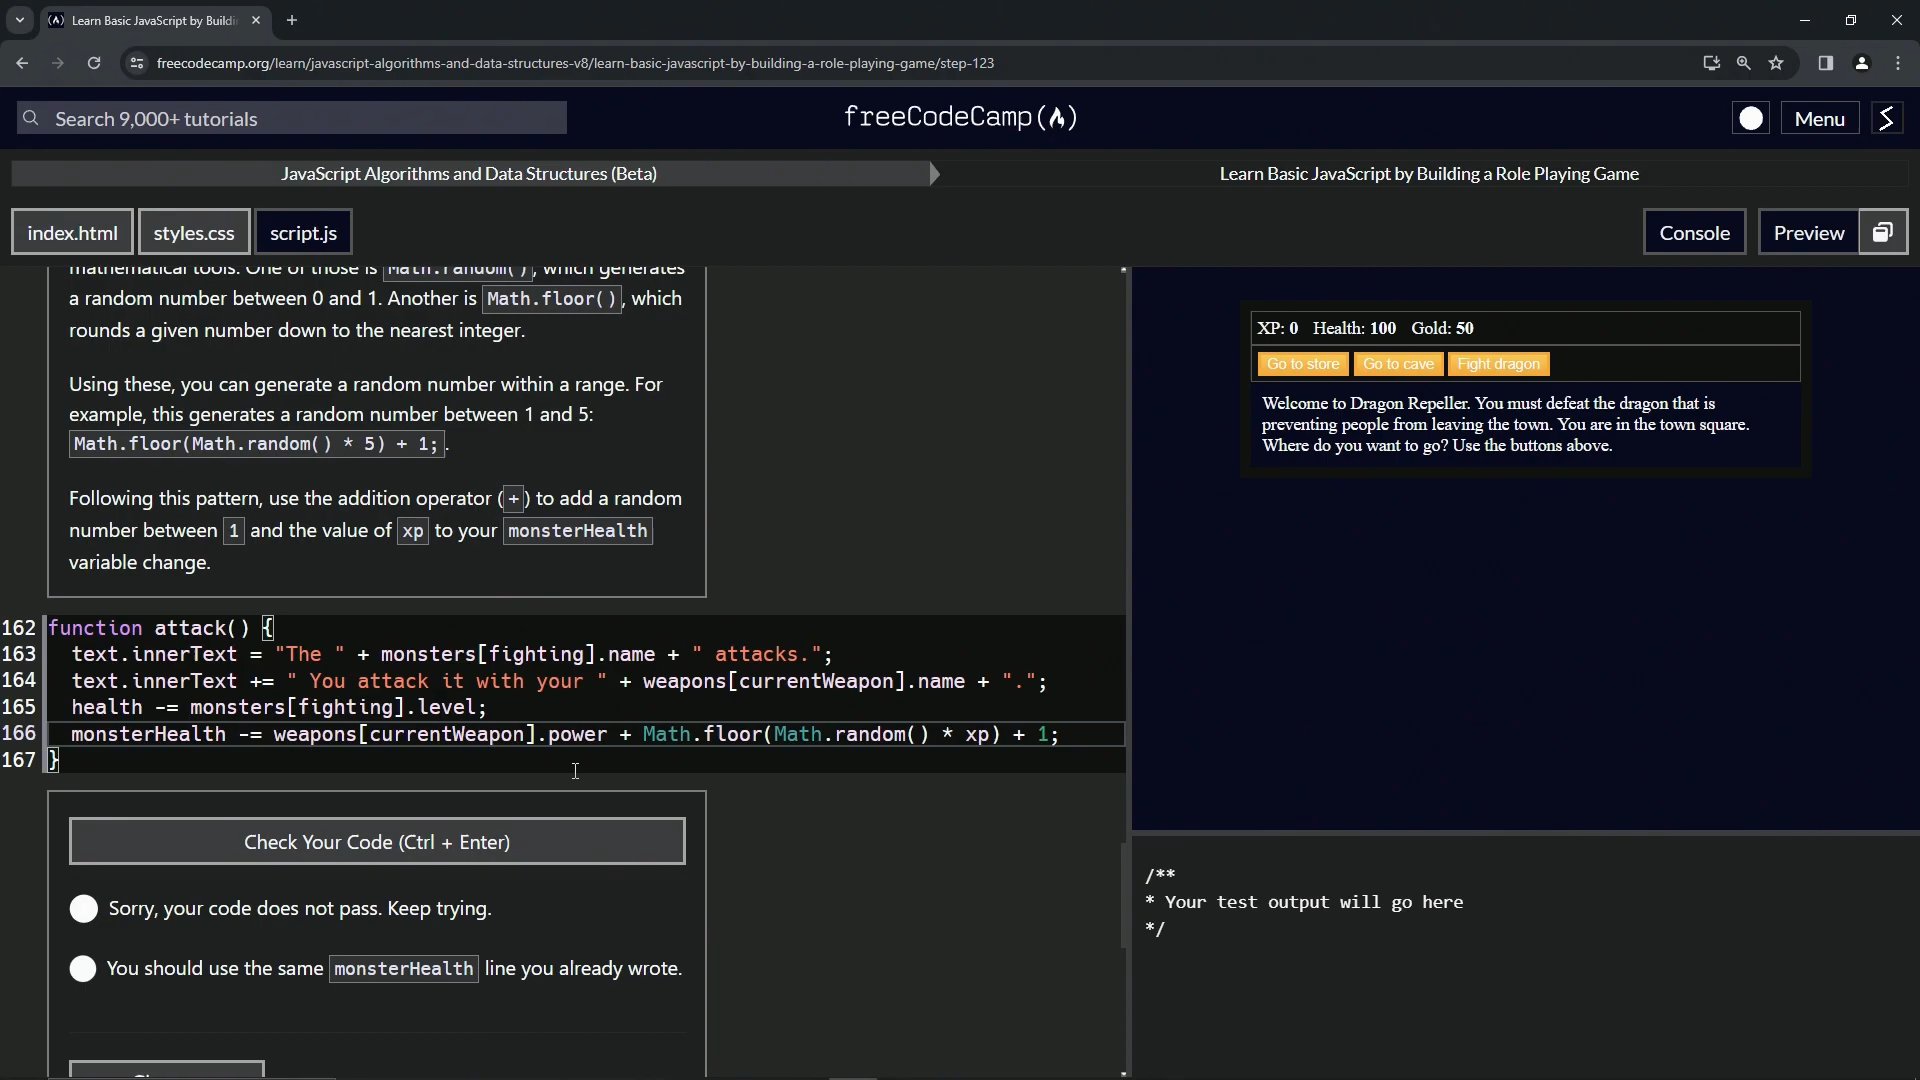 Learn Basic JavaScript by Buildi
freecodecamp.org/learn/javascript-algorithms-and-data-structures-v8/learn-basic-javascript-by-building-a-role-playing-game/step-123
Search 9,000+ tutorials
freeCodeCamp(🔥)
Menu
JavaScript Algorithms and Data Structures (Beta)
Learn Basic JavaScript by Building a Role Playing Game
index.html
styles.css
script.js
Console
Preview
mathematical tools. One of those is Math.random(), which generates
a random number between 0 and 1. Another is Math.floor(), which
rounds a given number down to the nearest integer.
Using these, you can generate a random number within a range. For
example, this generates a random number between 1 and 5:
Math.floor(Math.random() * 5) + 1;.
Following this pattern, use the addition operator (+) to add a random
number between 1 and the value of xp to your monsterHealth
variable change.
162 function attack() {
163   text.innerText = "The " + monsters[fighting].name + " attacks.";
164   text.innerText += " You attack it with your " + weapons[currentWeapon].name + ".";
165   health -= monsters[fighting].level;
166   monsterHealth -= weapons[currentWeapon].power + Math.floor(Math.random() * xp) + 1;
167 }
Check Your Code (Ctrl + Enter)
Sorry, your code does not pass. Keep trying.
You should use the same monsterHealth line you already wrote.
XP: 0 Health: 100 Gold: 50
Go to store
Go to cave
Fight dragon
Welcome to Dragon Repeller. You must defeat the dragon that is
preventing people from leaving the town. You are in the town square.
Where do you want to go? Use the buttons above.
/**
* Your test output will go here
*/